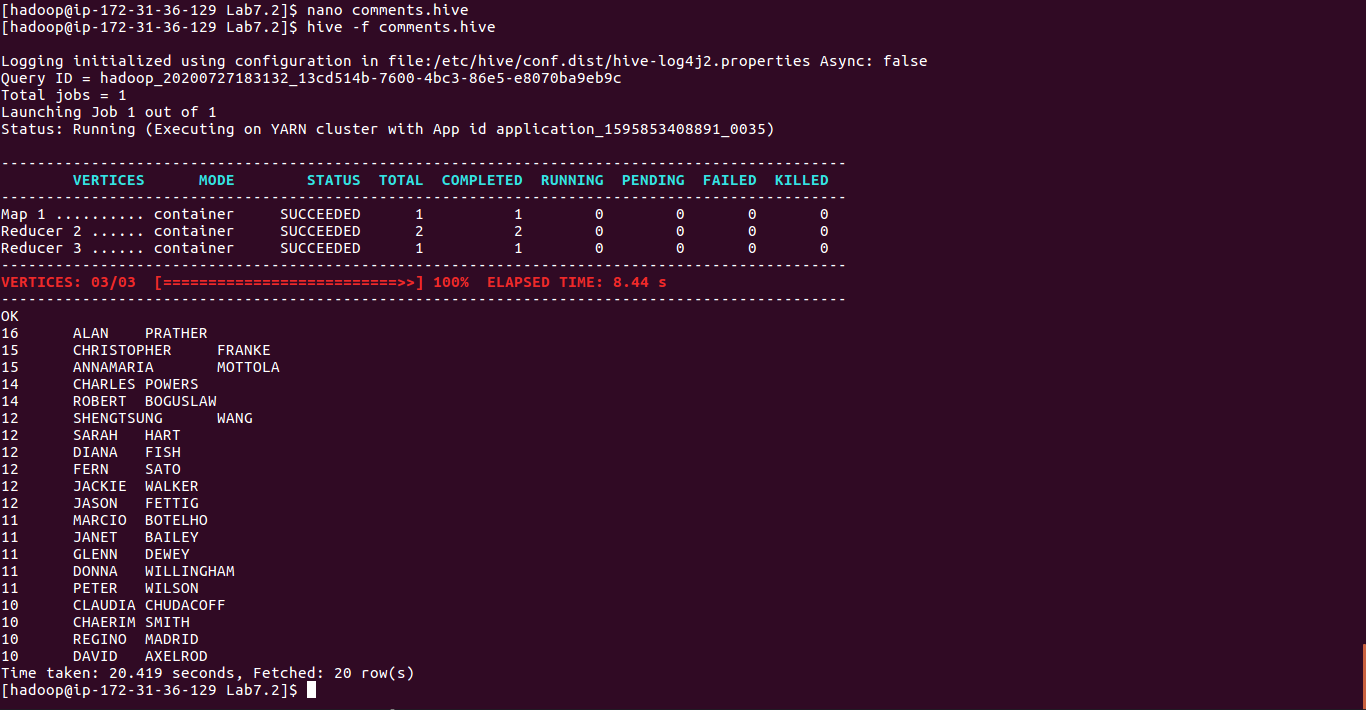 [hadoop@ip-172-31-36-129 Lab7.2]$ nano comments.hive
[hadoop@ip-172-31-36-129 Lab7.2]$ hive -f comments.hive
Logging initialized using configuration in file:/etc/hive/conf.dist/hive-log4j2.properties Async: false
Query ID = hadoop_20200727183132_13cd514b-7600-4bc3-86e5-e8070ba9eb9c
Total jobs = 1
Launching Job 1 out of 1
Status: Running (Executing on YARN cluster with App id application_1595853408891_0035)
----------------------------------------------------------------------------------------------
        VERTICES      MODE        STATUS  TOTAL  COMPLETED  RUNNING  PENDING  FAILED  KILLED
----------------------------------------------------------------------------------------------
Map 1 .......... container     SUCCEEDED      1          1        0        0       0       0
Reducer 2 ...... container     SUCCEEDED      2          2        0        0       0       0
Reducer 3 ...... container     SUCCEEDED      1          1        0        0       0       0
----------------------------------------------------------------------------------------------
VERTICES: 03/03  [==========================>>] 100%  ELAPSED TIME: 8.44 s
----------------------------------------------------------------------------------------------
OK
16	ALAN	PRATHER
15	CHRISTOPHER	FRANKE
15	ANNAMARIA	MOTTOLA
14	CHARLES	POWERS
14	ROBERT	BOGUSLAW
12	SHENGTSUNG	WANG
12	SARAH	HART
12	DIANA	FISH
12	FERN	SATO
12	JACKIE	WALKER
12	JASON	FETTIG
11	MARCIO	BOTELHO
11	JANET	BAILEY
11	GLENN	DEWEY
11	DONNA	WILLINGHAM
11	PETER	WILSON
10	CLAUDIA	CHUDACOFF
10	CHAERIM	SMITH
10	REGINO	MADRID
10	DAVID	AXELROD
Time taken: 20.419 seconds, Fetched: 20 row(s)
[hadoop@ip-172-31-36-129 Lab7.2]$